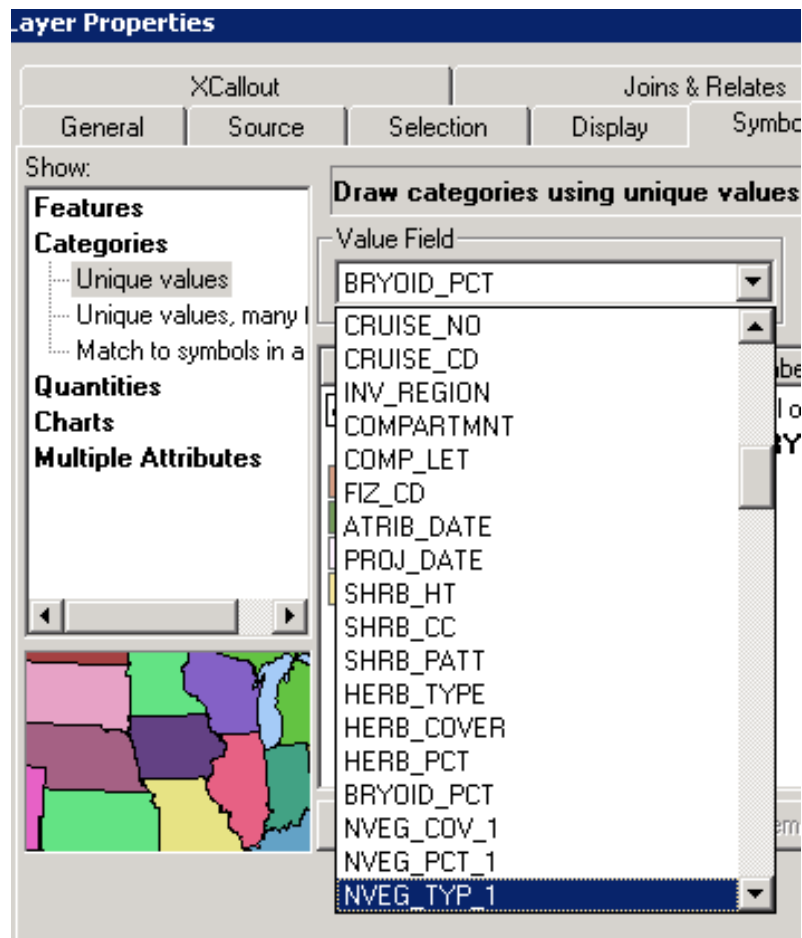 Layer Properties
XCallout Joins & Relates
General Source Selection Display Symbo
Show:
Features
Categories
Unique values
Unique values, many
Match to symbols in a
Quantities
Charts
Multiple Attributes
Draw categories using unique values
Value Field
BRYOID_PCT
CRUISE_NO
CRUISE_CD
INV_REGION
COMPARTMNT
COMP_LET
FIZ_CD
ATRIB_DATE
PROJ_DATE
SHRB_HT
SHRB_CC
SHRB_PATT
HERB_TYPE
HERB_COVER
HERB_PCT
BRYOID_PCT
NVEG_COV_1
NVEG_PCT_1
NVEG_TYP_1